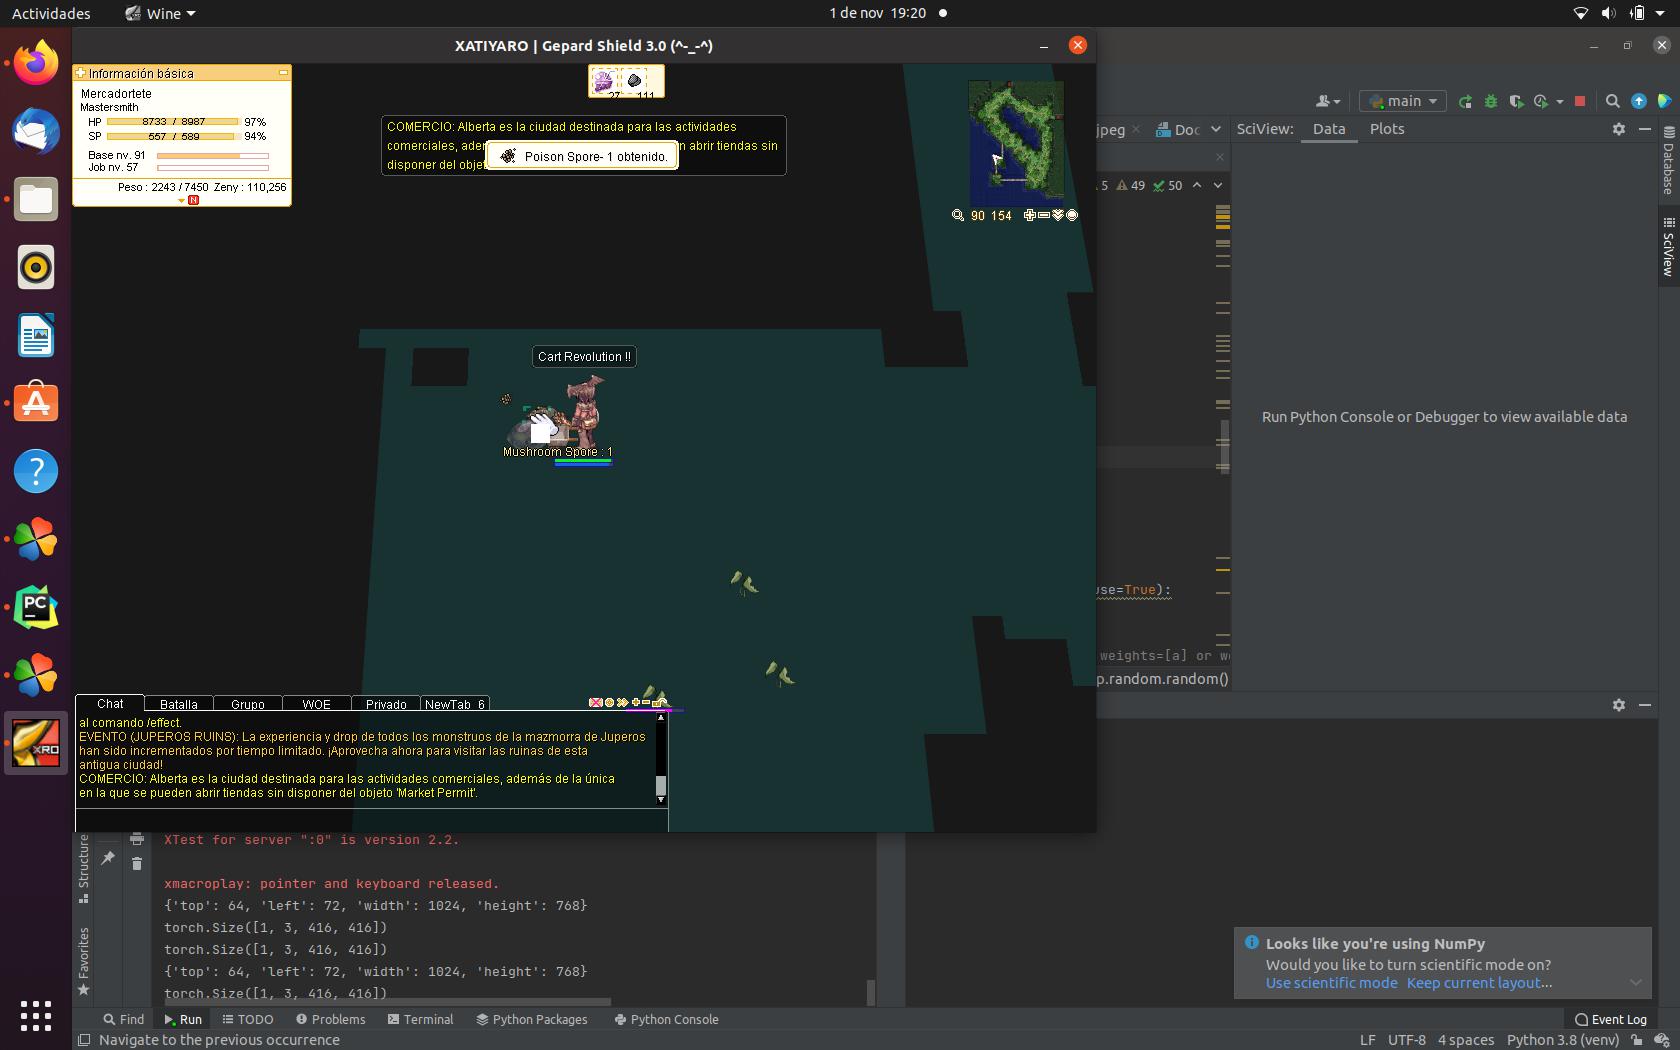 Actividades
Wine
1 de nov 19:20
XATIYARO | Gepard Shield 3.0 (^-_-^)
Información básica
Mercadortete
Mastersmith
HP 8733 / 8987 97%
SP 557 / 589 94%
Base nv. 91
Job nv. 57
Peso : 2243 / 7450 Zeny : 110,256
N
27 111
COMERCIO: Alberta es la ciudad destinada para las actividades
comerciales, además n abrir tiendas sin
disponer del objet
Poison Spore- 1 obtenido.
90 154
Cart Revolution !!
Mushroom Spore : 1
Chat
Batalla
Grupo
WOE
Privado
NewTab_6
al comando /effect.
EVENTO (JUPEROS RUINS): La experiencia y drop de todos los monstruos de la mazmorra de Juperos
han sido incrementados por tiempo limitado. ¡Aprovecha ahora para visitar las ruinas de esta
antigua ciudad!
COMERCIO: Alberta es la ciudad destinada para las actividades comerciales, además de la única
en la que se pueden abrir tiendas sin disponer del objeto 'Market Permit'.
main
jpeg
Doc
SciView:
Data
Plots
5 49 50
Database
SciView
Run Python Console or Debugger to view available data
use=True):
weights=[a] or w
p.random.random()
XTest for server ":0" is version 2.2.
xmacroplay: pointer and keyboard released.
{'top': 64, 'left': 72, 'width': 1024, 'height': 768}
torch.Size([1, 3, 416, 416])
torch.Size([1, 3, 416, 416])
{'top': 64, 'left': 72, 'width': 1024, 'height': 768}
torch.Size([1, 3, 416, 416])
Structure
Favorites
PC
XRO
Looks like you're using NumPy
Would you like to turn scientific mode on?
Use scientific mode Keep current layout...
Find
Run
TODO
Problems
Terminal
Python Packages
Python Console
Event Log
Navigate to the previous occurrence
LF UTF-8 4 spaces Python 3.8 (venv)